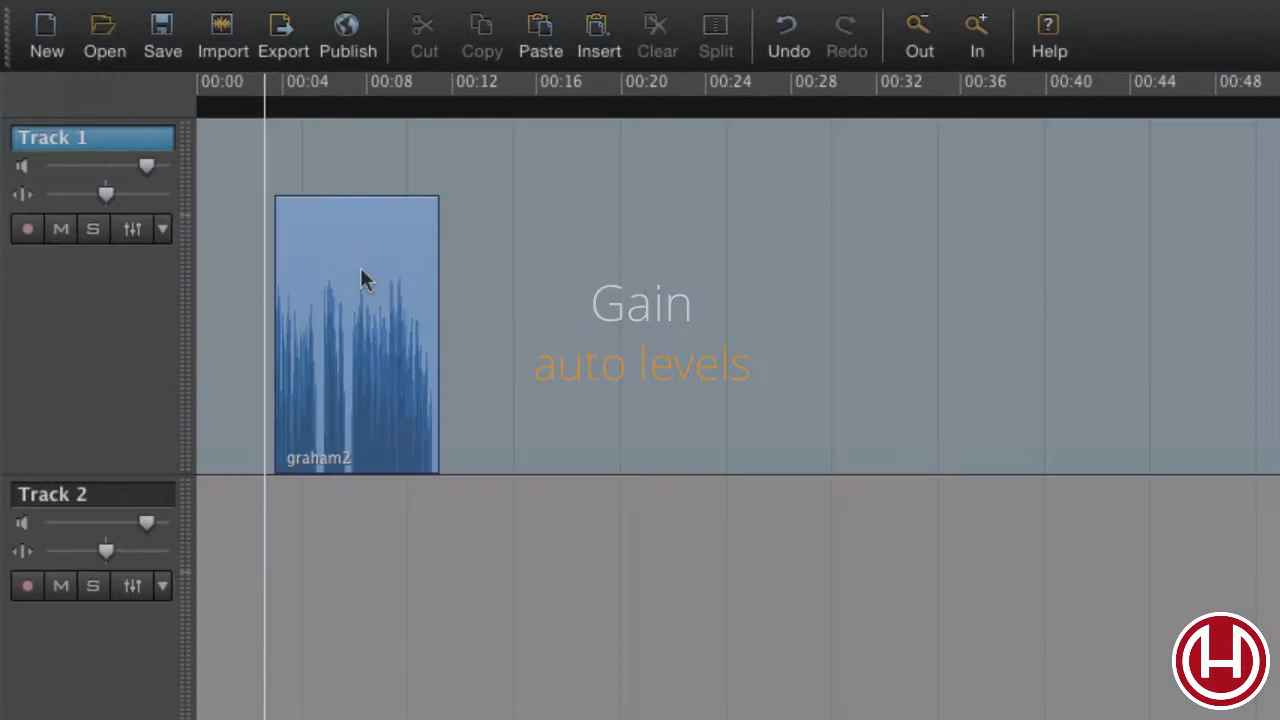 New Open Save Import Export Publish Cut Copy Paste Insert Clear Split Undo Redo Out In Help
00:00 00:04 00:08 00:12 00:16 00:20 00:24 00:28 00:32 00:36 00:40 00:44 00:48
Track 1
M S
Gain
auto levels
graham2
Track 2
M S
H